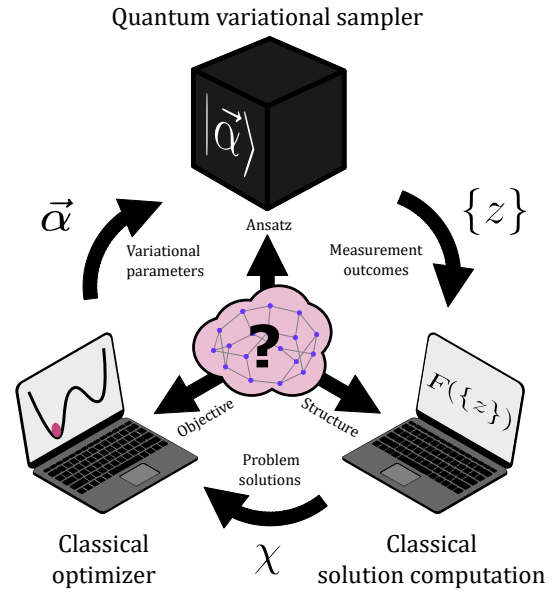 Quantum variational sampler
|α⃗⟩
α⃗
{z}
Ansatz
Variational
parameters
Measurement
outcomes
?
F({z})
Objective
Structure
Problem
solutions
χ
Classical
optimizer
Classical
solution computation